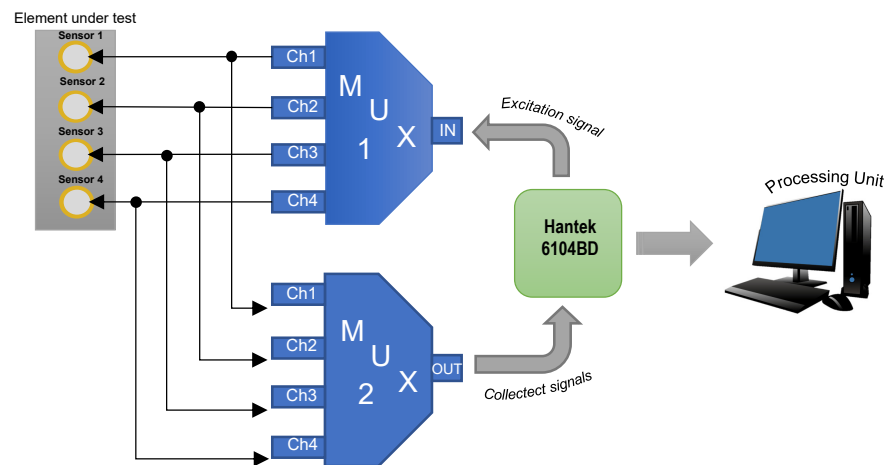 Element under test
Sensor 1
Sensor 2
Sensor 3
Sensor 4
Ch1
Ch2
Ch3
Ch4
M
U
X
1
IN
Excitation signal
Hantek
6104BD
Processing Unit
Ch1
Ch2
Ch3
Ch4
M
U
X
2
OUT
Collectect signals